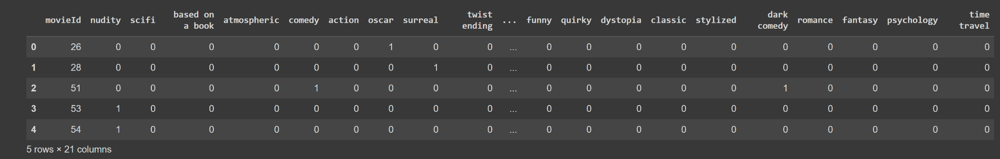 movieId nudity scifi based on a book atmospheric comedy action oscar surreal twist ending ... funny quirky dystopia classic stylized dark comedy romance fantasy psychology time travel
0 26 0 0 0 0 0 0 1 0 0 ... 0 0 0 0 0 0 0 0 0 0
1 28 0 0 0 0 0 0 0 1 0 ... 0 0 0 0 0 0 0 0 0 0
2 51 0 0 0 0 1 0 0 0 0 ... 0 0 0 0 0 1 0 0 0 0
3 53 1 0 0 0 0 0 0 0 0 ... 0 0 0 0 0 0 0 0 0 0
4 54 1 0 0 0 0 0 0 0 0 ... 0 0 0 0 0 0 0 0 0 0
5 rows × 21 columns